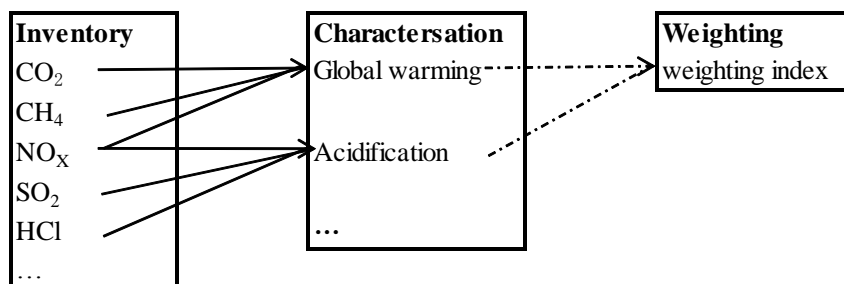 Inventory
CO₂
CH₄
NOₓ
SO₂
HCl
...
Charactersation
Global warming
Acidification
...
Weighting
weighting index